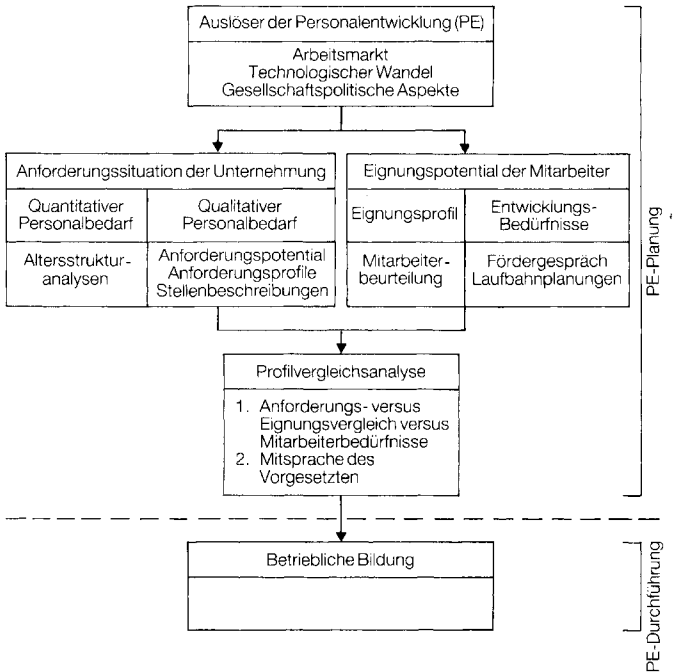 Auslöser der Personalentwicklung (PE)
Arbeitsmarkt
Technologischer Wandel
Gesellschaftspolitische Aspekte
Anforderungssituation der Unternehmung
Quantitativer
Personalbedarf
Qualitativer
Personalbedarf
Altersstruktur-
analysen
Anforderungspotential
Anforderungsprofile
Stellenbeschreibungen
Eignungspotential der Mitarbeiter
Eignungsprofil
Entwicklungs-
Bedürfnisse
Mitarbeiter-
beurteilung
Fördergespräch
Laufbahnplanungen
Profilvergleichsanalyse
1. Anforderungs- versus
Eignungsvergleich versus
Mitarbeiterbedürfnisse
2. Mitsprache des
Vorgesetzten
PE-Planung
Betriebliche Bildung
PE-Durchführung